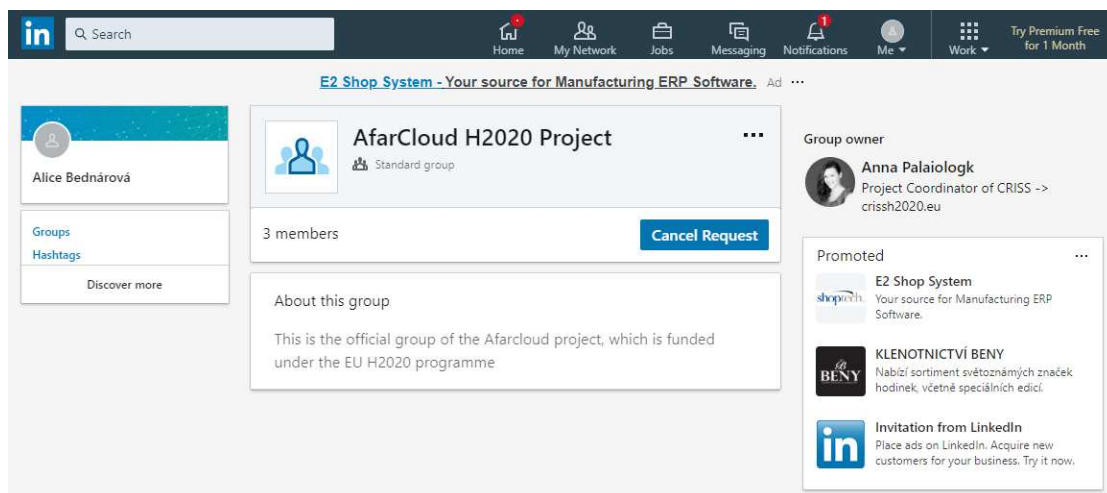 in
Search
Home
My Network
Jobs
Messaging
1
Notifications
Me
Work
Try Premium Free
for 1 Month
E2 Shop System - Your source for Manufacturing ERP Software. Ad ...
Alice Bednárová
Groups
Hashtags
Discover more
AfarCloud H2020 Project
Standard group
3 members
Cancel Request
About this group
This is the official group of the Afarcloud project, which is funded
under the EU H2020 programme
Group owner
Anna Palaiologk
Project Coordinator of CRISS ->
crissh2020.eu
Promoted
shoptech
E2 Shop System
Your source for Manufacturing ERP
Software.
B
BENY
KLENOTNICTVÍ BENY
Nabízí sortiment světoznámých značek
hodinek, včetně speciálních edicí.
in
Invitation from LinkedIn
Place ads on LinkedIn. Acquire new
customers for your business. Try it now.